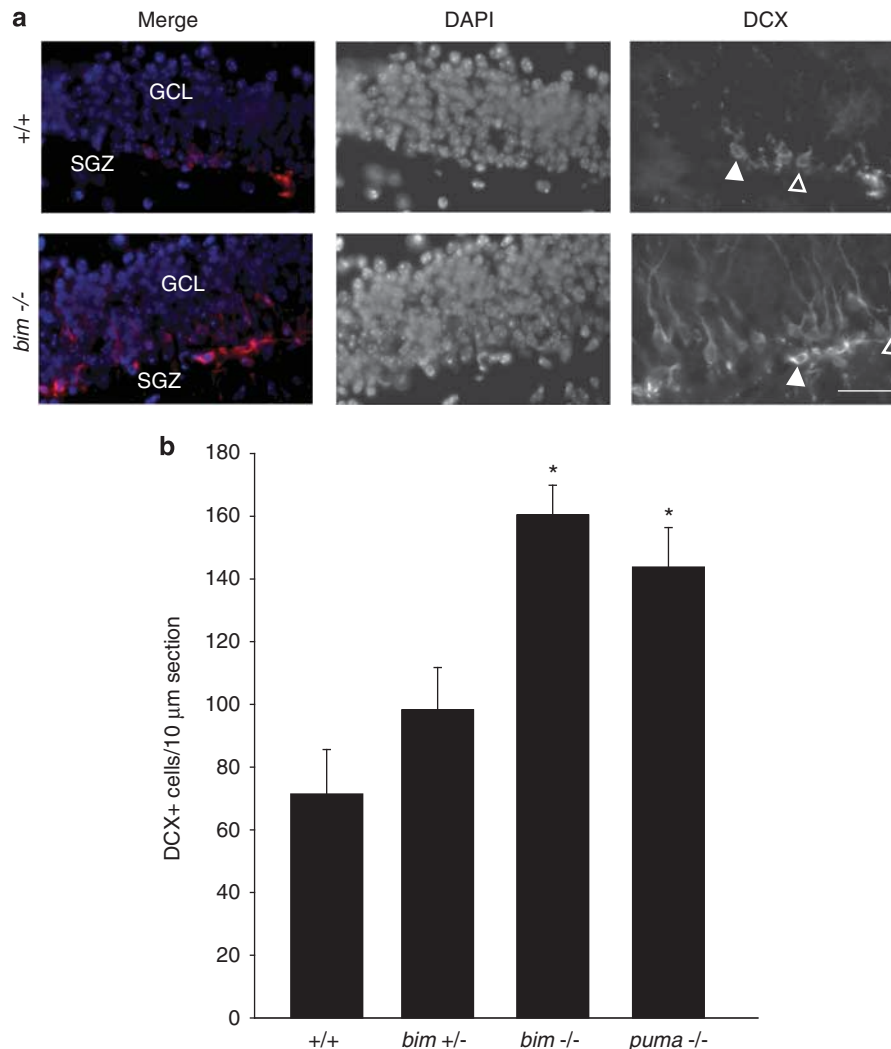 a
Merge DAPI DCX
+/+
GCL
SGZ
bim -/-
GCL
SGZ
b
DCX+ cells/10 μm section
180
160
140
120
100
80
60
40
20
0
* *
+/+ bim +/- bim -/- puma -/-